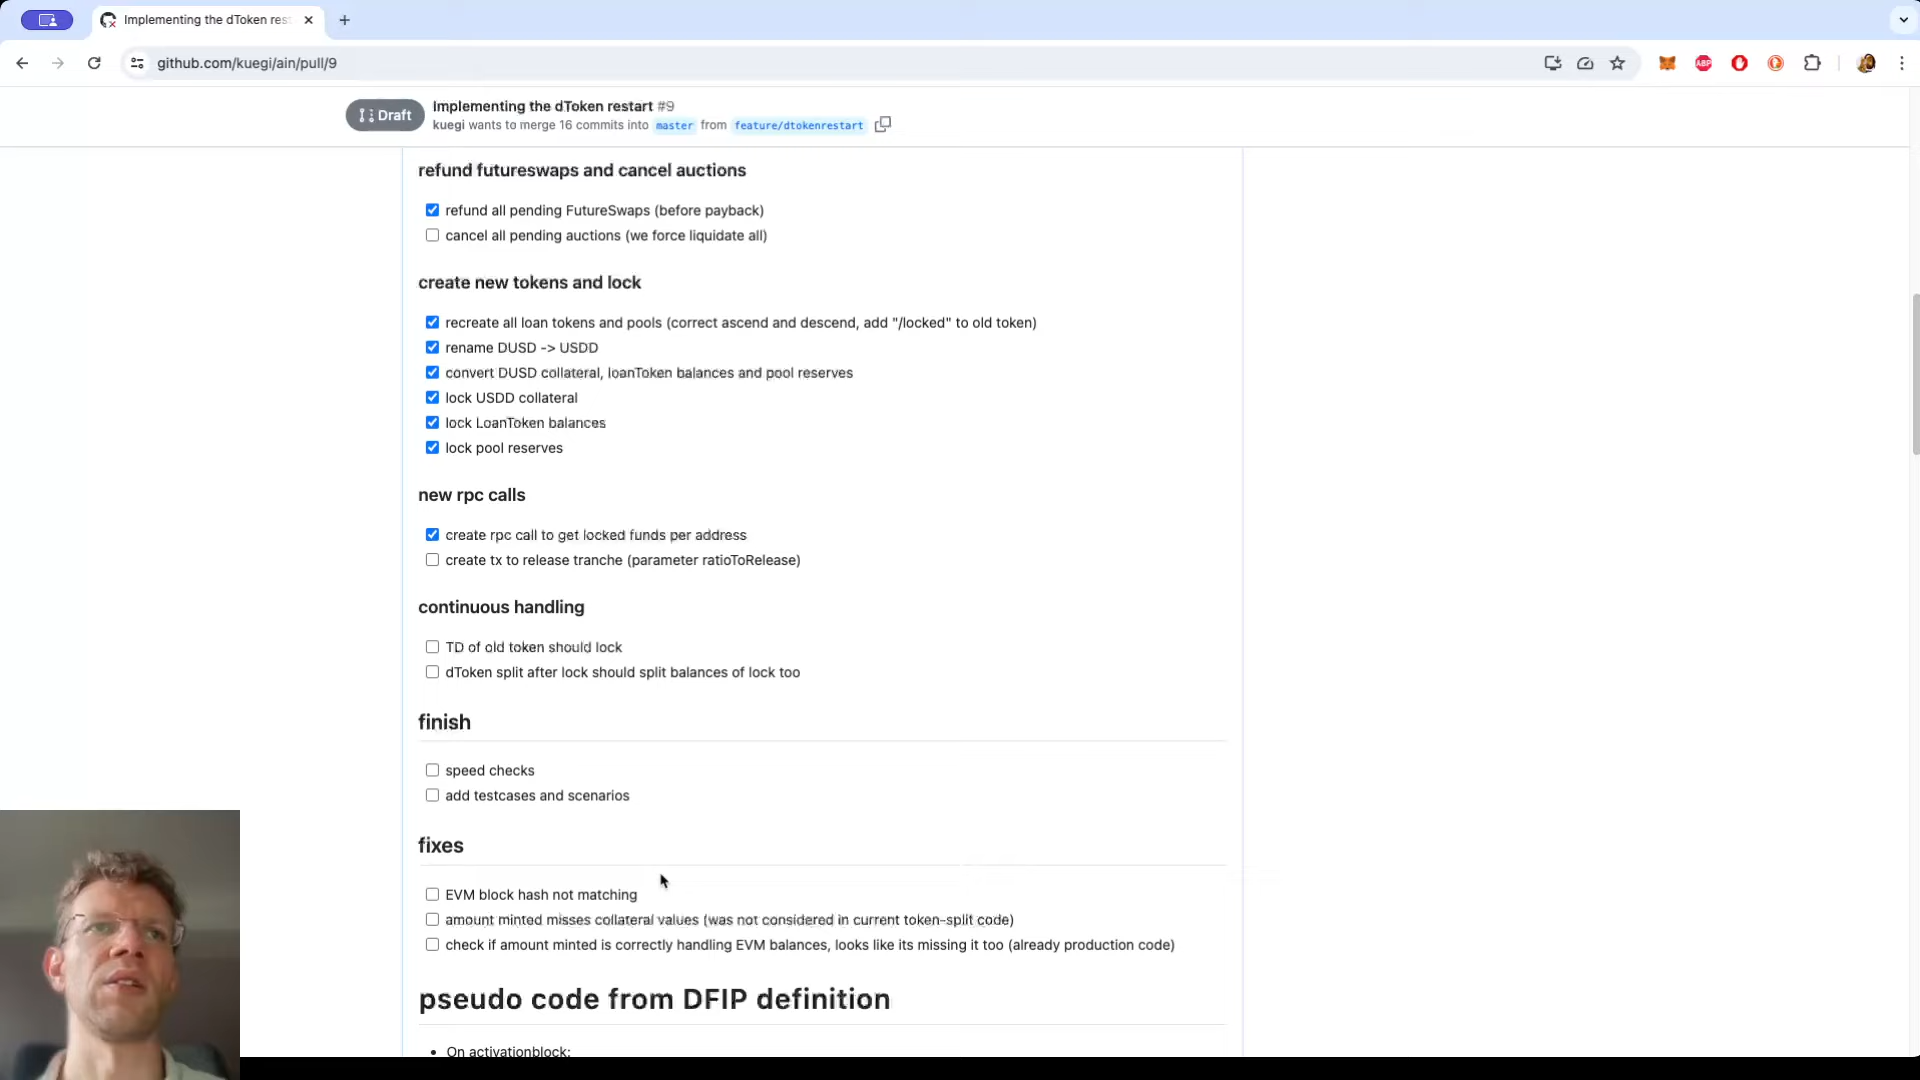 Implementing the dToken rest
github.com/kuegi/ain/pull/9
ABP
Draft
Implementing the dToken restart #9
kuegi wants to merge 16 commits into master from feature/dtokenrestart
refund futureswaps and cancel auctions
refund all pending FutureSwaps (before payback)
cancel all pending auctions (we force liquidate all)
create new tokens and lock
recreate all loan tokens and pools (correct ascend and descend, add "/locked" to old token)
rename DUSD -> USDD
convert DUSD collateral, loanToken balances and pool reserves
lock USDD collateral
lock LoanToken balances
lock pool reserves
new rpc calls
create rpc call to get locked funds per address
create tx to release tranche (parameter ratioToRelease)
continuous handling
TD of old token should lock
dToken split after lock should split balances of lock too
finish
speed checks
add testcases and scenarios
fixes
EVM block hash not matching
amount minted misses collateral values (was not considered in current token-split code)
check if amount minted is correctly handling EVM balances, looks like its missing it too (already production code)
pseudo code from DFIP definition
• On activationblock: